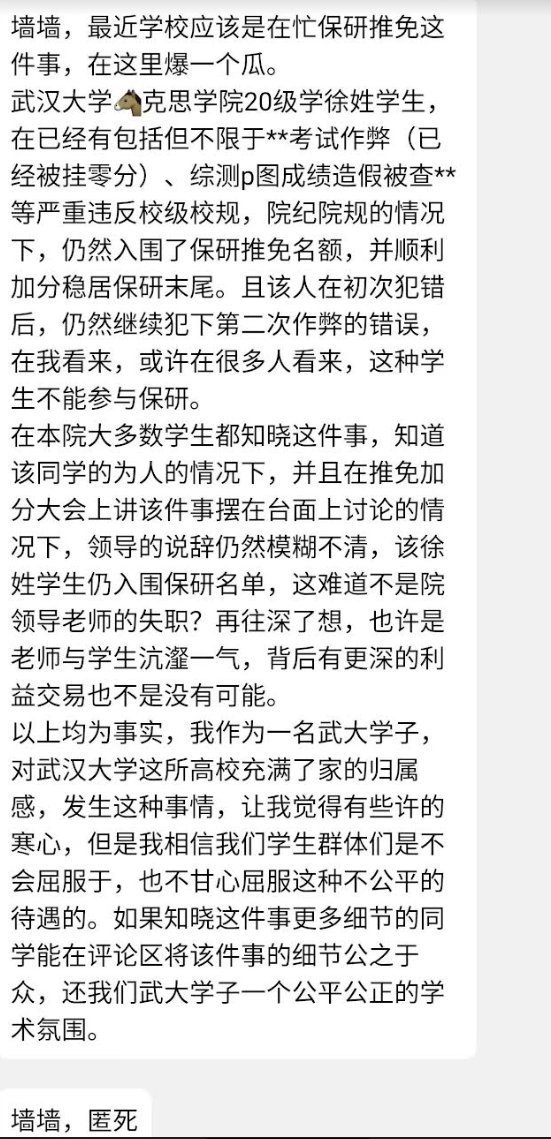 墙墙，最近学校应该是在忙保研推免这
件事，在这里爆一个瓜。
武汉大学🐴克思学院20级学徐姓学生，
在已经有包括但不限于**考试作弊（已
经被挂零分）、综测p图成绩造假被查**
等严重违反校级校规，院纪院规的情况
下，仍然入围了保研推免名额，并顺利
加分稳居保研末尾。且该人在初次犯错
后，仍然继续犯下第二次作弊的错误，
在我看来，或许在很多人看来，这种学
生不能参与保研。
在本院大多数学生都知晓这件事，知道
该同学的为人的情况下，并且在推免加
分大会上讲该件事摆在台面上讨论的情
况下，领导的说辞仍然模糊不清，该徐
姓学生仍入围保研名单，这难道不是院
领导老师的失职？再往深了想，也许是
老师与学生沆瀣一气，背后有更深的利
益交易也不是没有可能。
以上均为事实，我作为一名武大学子，
对武汉大学这所高校充满了家的归属
感，发生这种事情，让我觉得有些许的
寒心，但是我相信我们学生群体们是不
会屈服于，也不甘心屈服这种不公平的
待遇的。如果知晓这件事更多细节的同
学能在评论区将该件事的细节公之于
众，还我们武大学子一个公平公正的学
术氛围。
墙墙，匿死